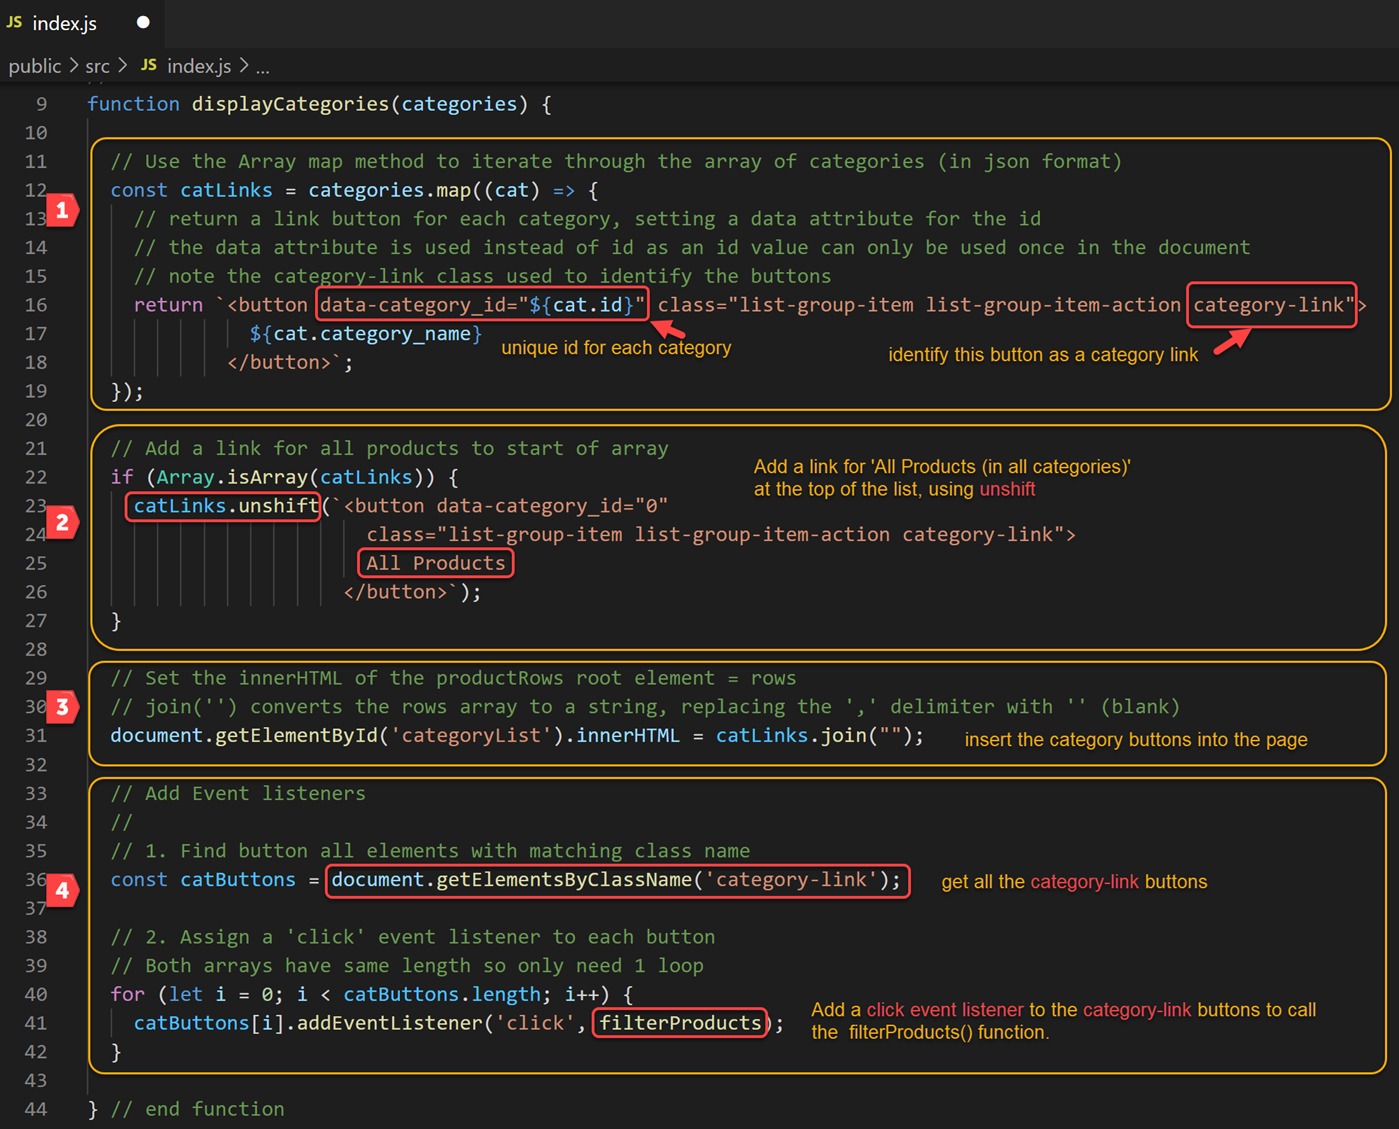 JS index.js ●
public > src > JS index.js > ...
9 function displayCategories(categories) {
10
11 // Use the Array map method to iterate through the array of categories (in json format)
12 const catLinks = categories.map((cat) => {
1
13 // return a link button for each category, setting a data attribute for the id
14 // the data attribute is used instead of id as an id value can only be used once in the document
15 // note the category-link class used to identify the buttons
16 return `<button data-category_id="${cat.id}" class="list-group-item list-group-item-action category-link">
17 ${cat.category_name}
unique id for each category
identify this button as a category link
18 </button>`;
19 });
20
21 // Add a link for all products to start of array
Add a link for 'All Products (in all categories)'
22 if (Array.isArray(catLinks)) {
at the top of the list, using unshift
23 catLinks.unshift(`<button data-category_id="0"
2
24 class="list-group-item list-group-item-action category-link">
25 All Products
26 </button>`);
27 }
28
29 // Set the innerHTML of the productRows root element = rows
30 // join('') converts the rows array to a string, replacing the ',' delimiter with '' (blank)
3
31 document.getElementById('categoryList').innerHTML = catLinks.join("");
insert the category buttons into the page
32
33 // Add Event listeners
34 //
35 // 1. Find button all elements with matching class name
36 const catButtons = document.getElementsByClassName('category-link');
get all the category-link buttons
4
37
38 // 2. Assign a 'click' event listener to each button
39 // Both arrays have same length so only need 1 loop
40 for (let i = 0; i < catButtons.length; i++) {
41 catButtons[i].addEventListener('click', filterProducts);
Add a click event listener to the category-link buttons to call
the filterProducts() function.
42 }
43
44 } // end function